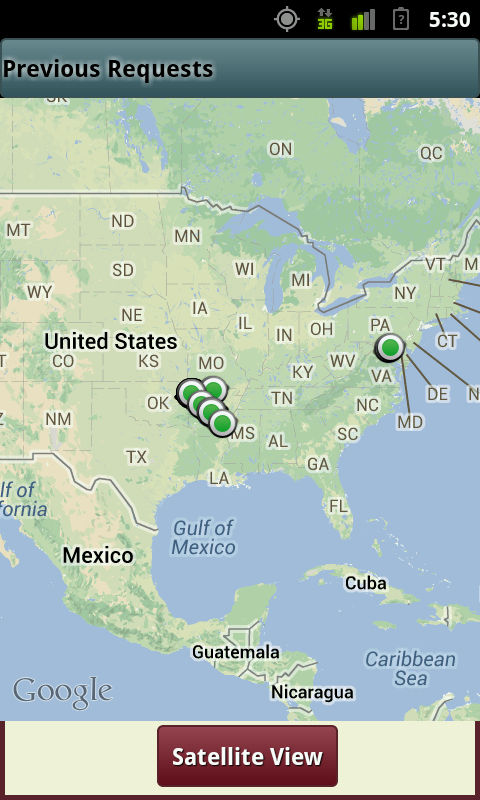 3G
?
5:30
Previous Requests
SK
ON
QC
MT
ND
MN
VT
M
SD
WI
MI
WY
NY
IA
NE
IL
IN
OH
PA
CT
United States
CO
KS
MO
WV
KY
VA
DE
N
OK
TN
NC
MD
NM
MS
AL
SC
TX
GA
LA
lf of
fornia
FL
Gulf of
Mexico
Mexico
Cuba
Guatemala
Caribbean
Sea
Google
Nicaragua
Satellite View